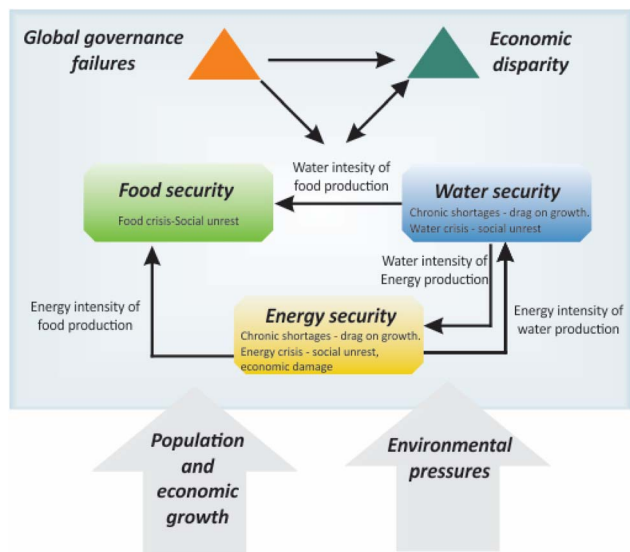 Global governance
failures
Economic
disparity
Water intesity of
food production
Food security
Food crisis-Social unrest
Water security
Chronic shortages - drag on growth.
Water crisis - social unrest
Water intensity of
Energy production
Energy intensity of
food production
Energy security
Chronic shortages - drag on growth.
Energy crisis - social unrest,
economic damage
Energy intensity of
water production
Population
and
economic
growth
Environmental
pressures